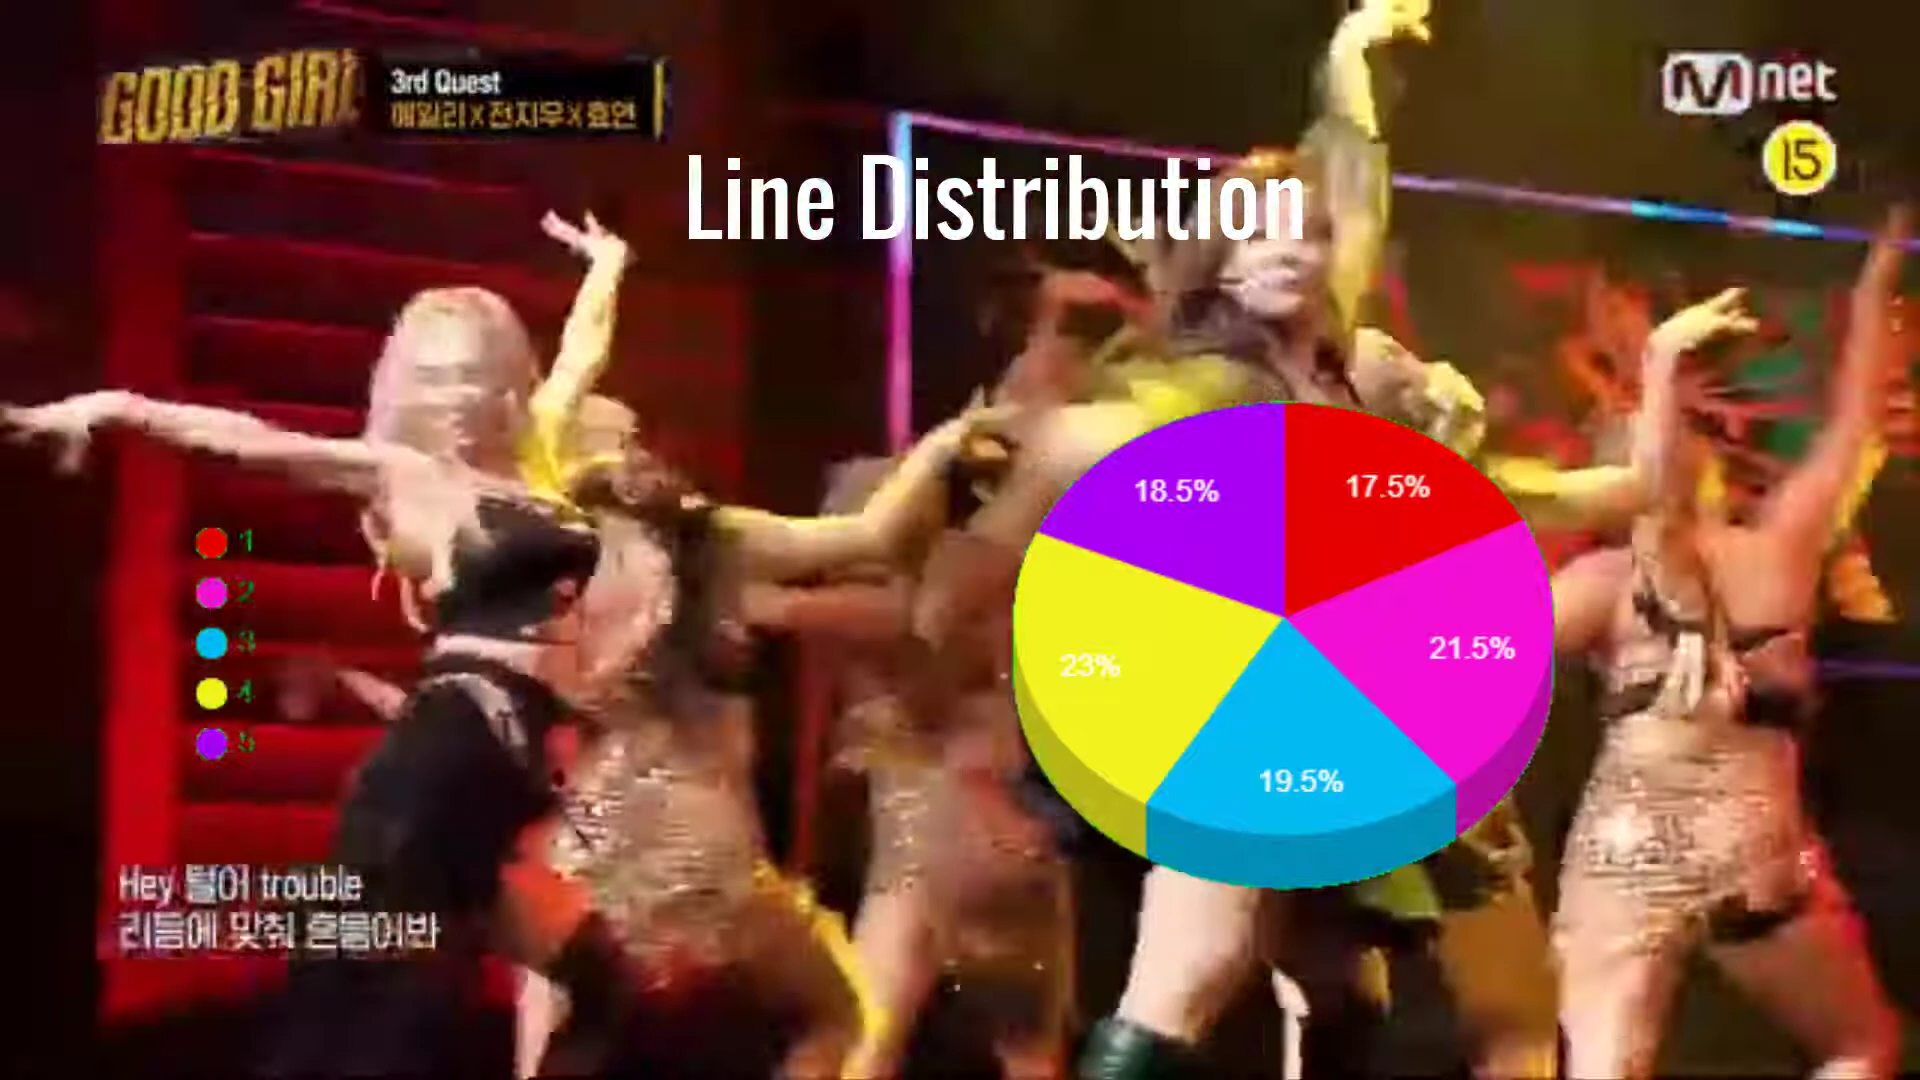 GOOD GIRL
3rd Quest
에일리 X 전지우 X 효연
Mnet
15
Line Distribution
18.5%
17.5%
21.5%
23%
19.5%
1
2
3
4
5
Hey 털어 trouble
리듬에 맞춰 흔들어봐